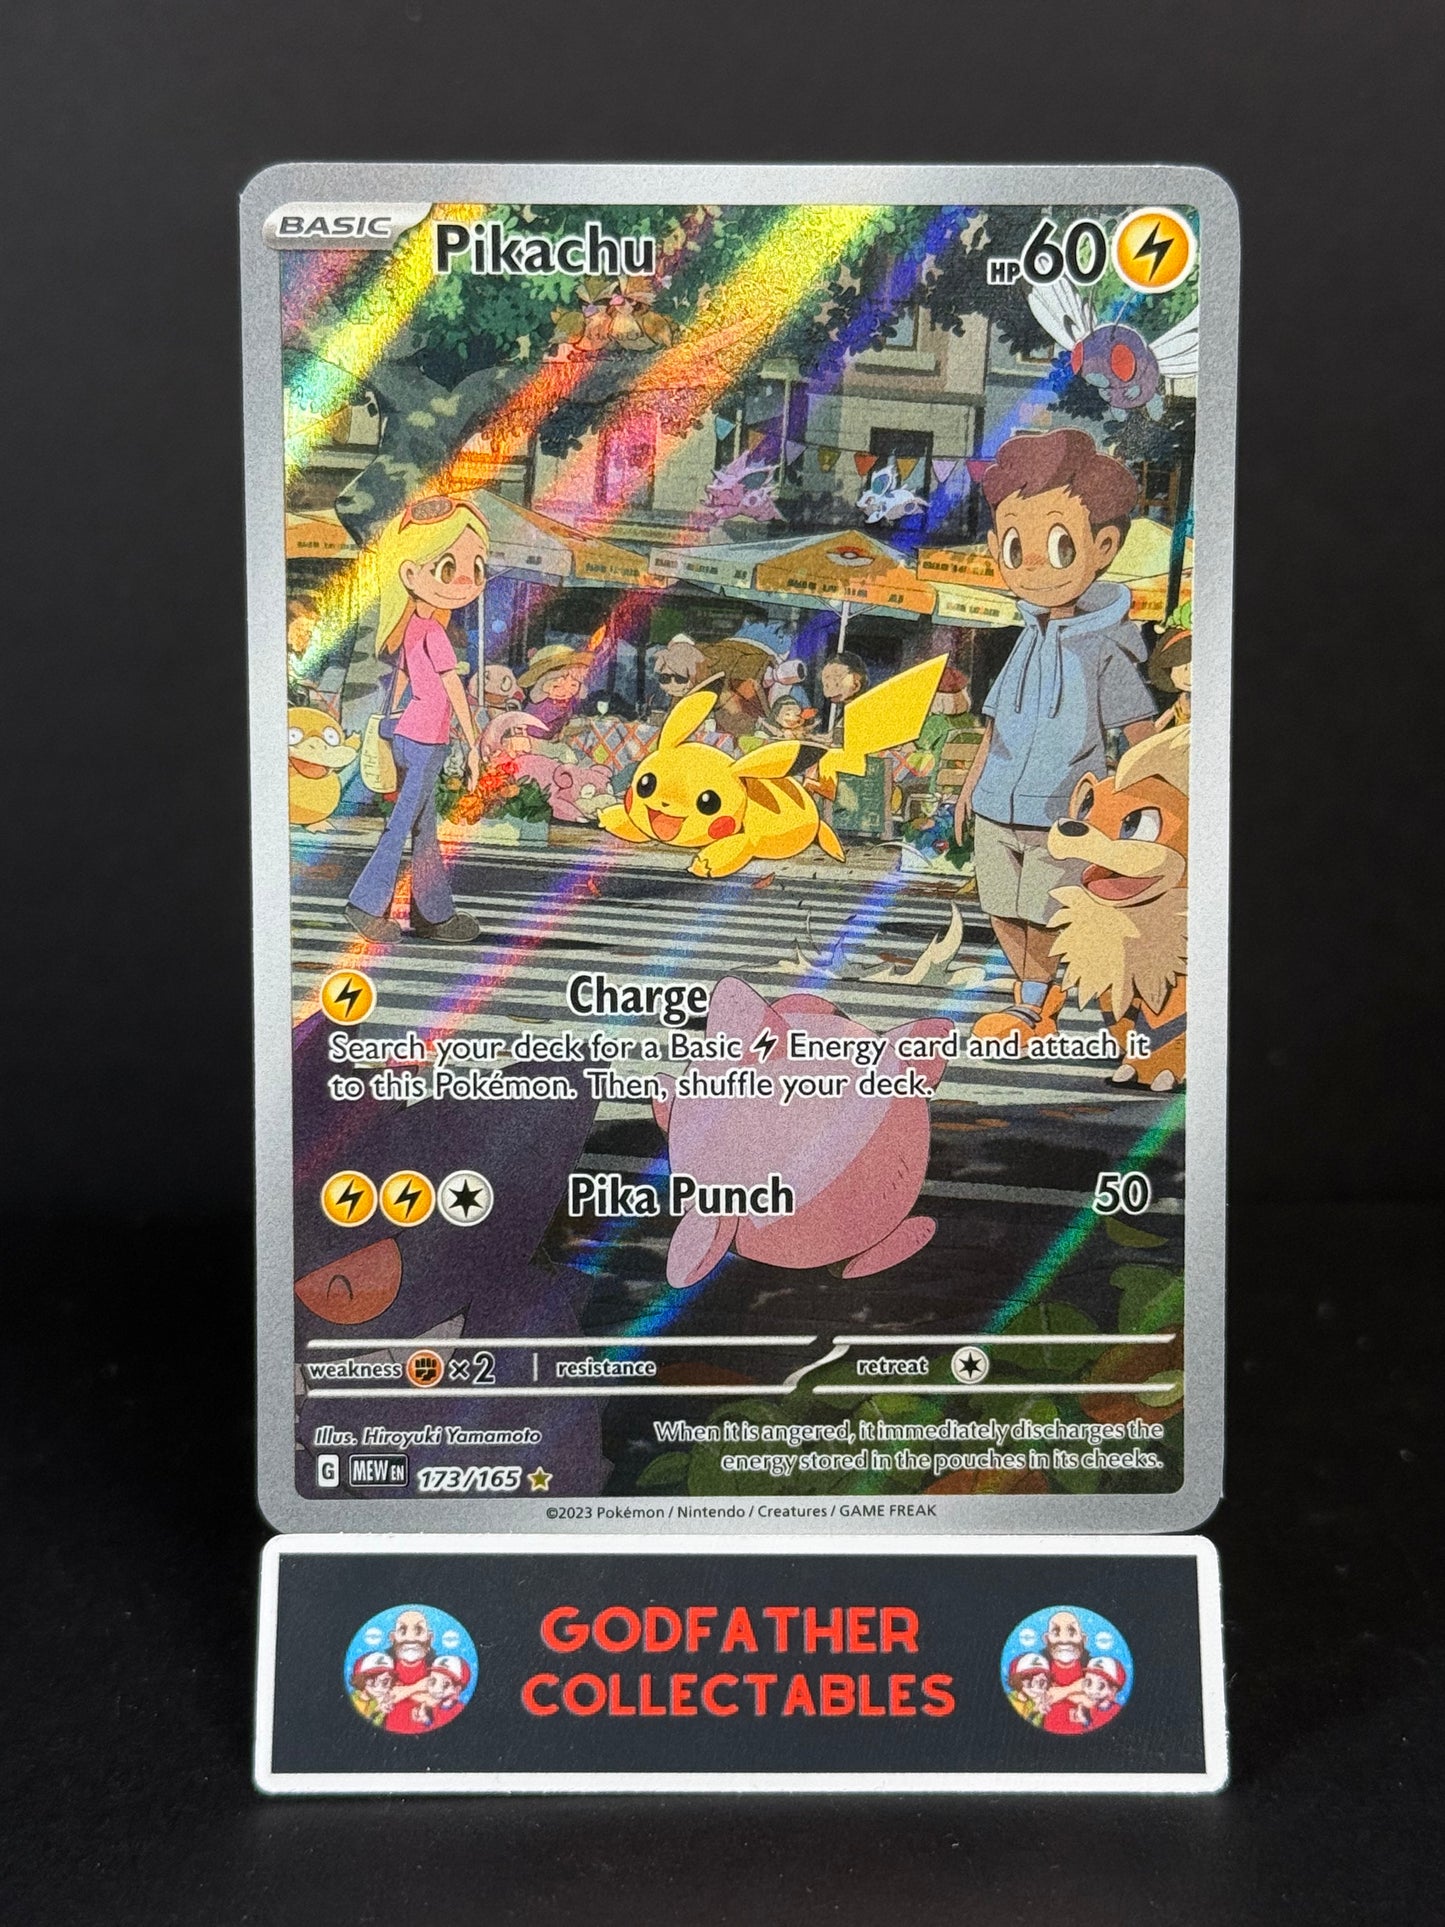 BASIC
Pikachu
HP 60
Charge
Search your deck for a Basic Energy card and attach it
to this Pokémon. Then, shuffle your deck.
Pika Punch 50
weakness ×2 resistance retreat
Illus. Hiroyuki Yamamoto
When it is angered, it immediately discharges the
energy stored in the pouches in its cheeks.
G MEW EN 173/165
©2023 Pokémon / Nintendo / Creatures / GAME FREAK
GODFATHER
COLLECTABLES